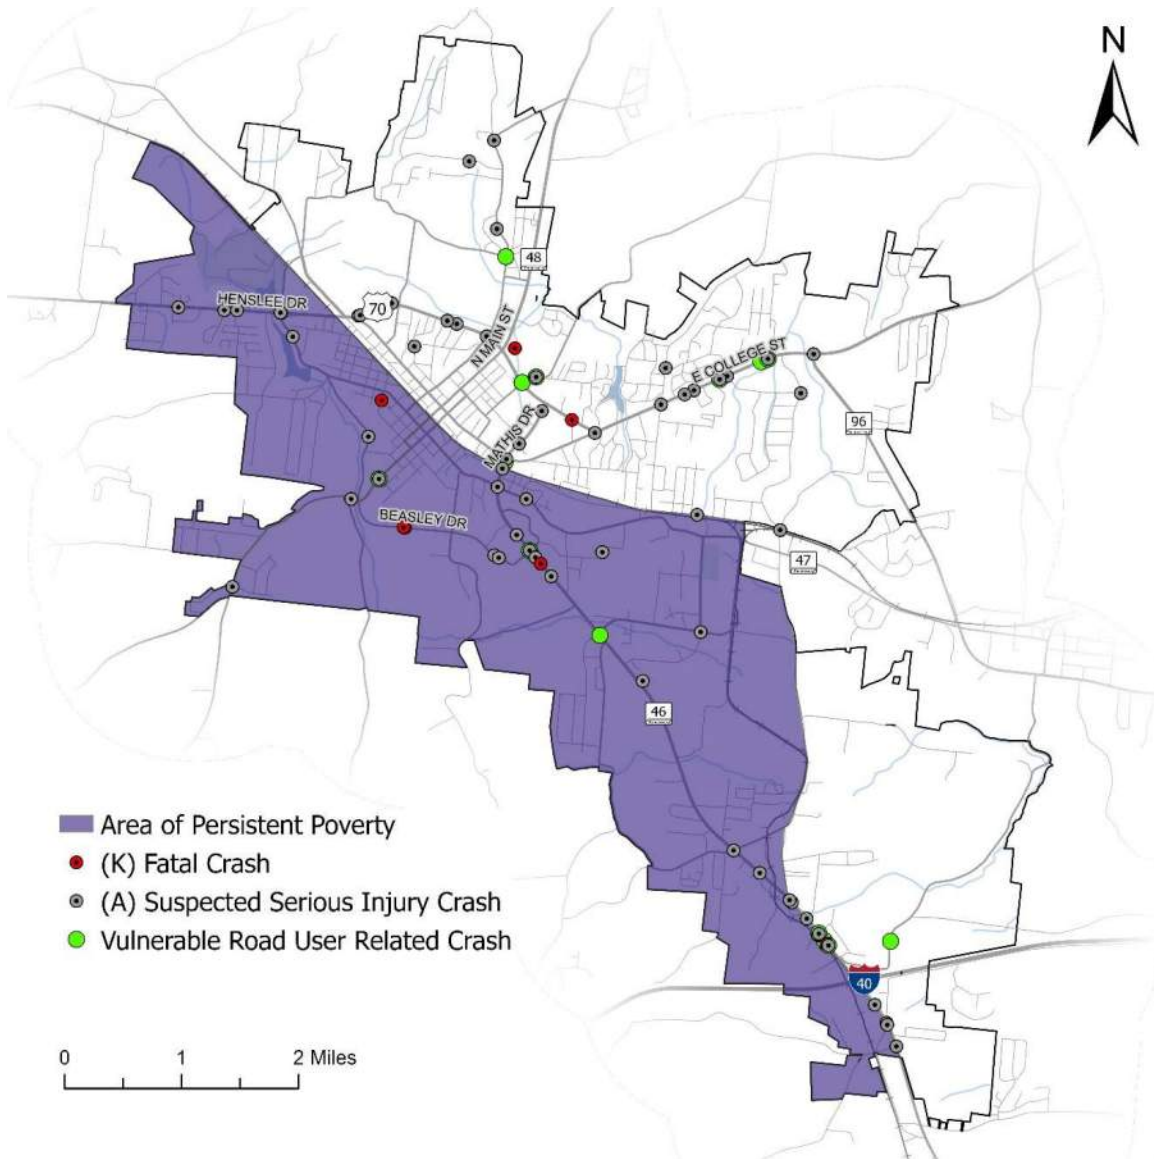 N
48
HENSLEE DR
70
N MAIN ST
E COLLEGE ST
96
MATHIS DR
BEASLEY DR
47
46
Area of Persistent Poverty
(K) Fatal Crash
(A) Suspected Serious Injury Crash
Vulnerable Road User Related Crash
40
0 1 2 Miles